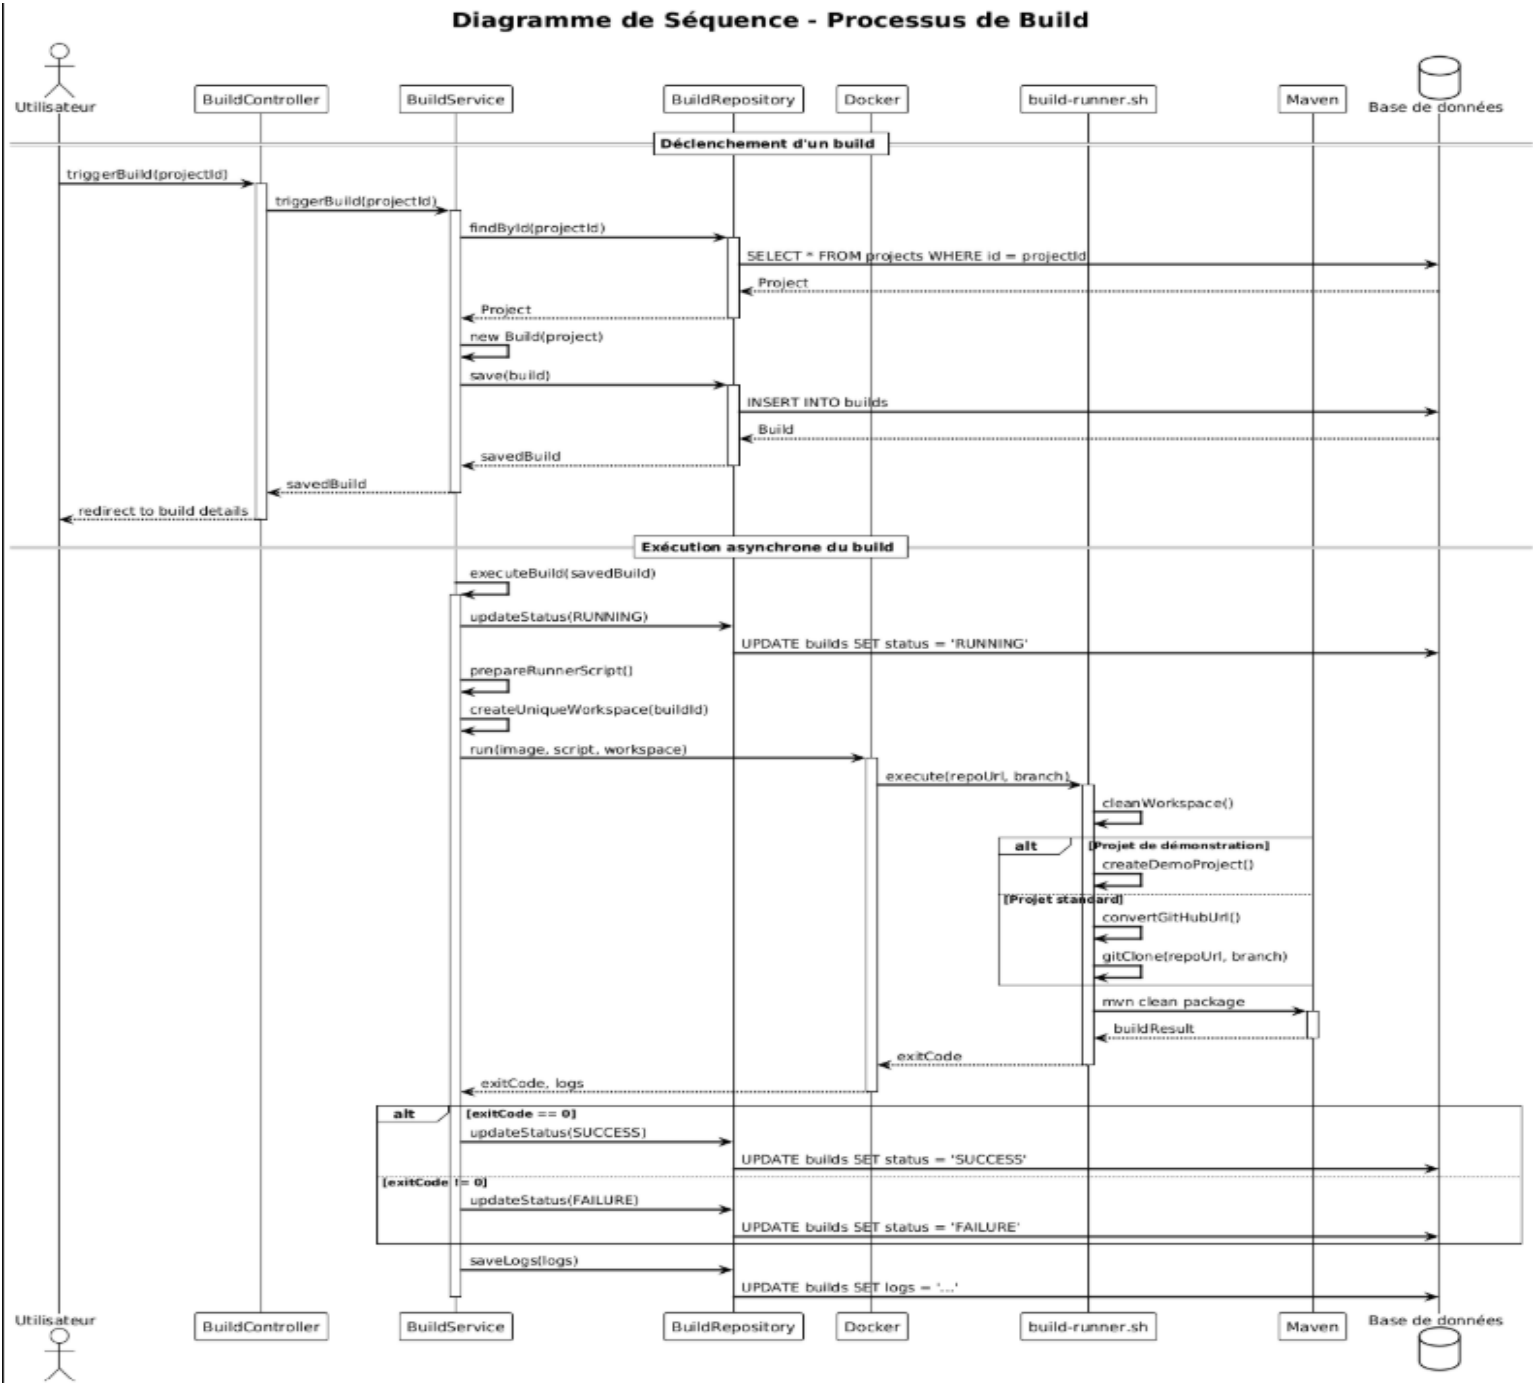 Diagramme de Séquence - Processus de Build
Utilisateur
BuildController
BuildService
BuildRepository
Docker
build-runner.sh
Maven
Base de données
Déclenchement d'un build
triggerBuild(projectId)
triggerBuild(projectId)
findById(projectId)
SELECT * FROM projects WHERE id = projectId
Project
Project
new Build(project)
save(build)
INSERT INTO builds
Build
savedBuild
savedBuild
redirect to build details
Exécution asynchrone du build
executeBuild(savedBuild)
updateStatus(RUNNING)
UPDATE builds SET status = 'RUNNING'
prepareRunnerScript()
createUniqueWorkspace(buildId)
run(image, script, workspace)
execute(repoUrl, branch)
cleanWorkspace()
alt
[Projet de démonstration]
createDemoProject()
[Projet standard]
convertGitHubUrl()
gitClone(repoUrl, branch)
mvn clean package
buildResult
exitCode
exitCode, logs
alt
[exitCode == 0]
updateStatus(SUCCESS)
UPDATE builds SET status = 'SUCCESS'
[exitCode != 0]
updateStatus(FAILURE)
UPDATE builds SET status = 'FAILURE'
saveLogs(logs)
UPDATE builds SET logs = '...'
Utilisateur
BuildController
BuildService
BuildRepository
Docker
build-runner.sh
Maven
Base de données